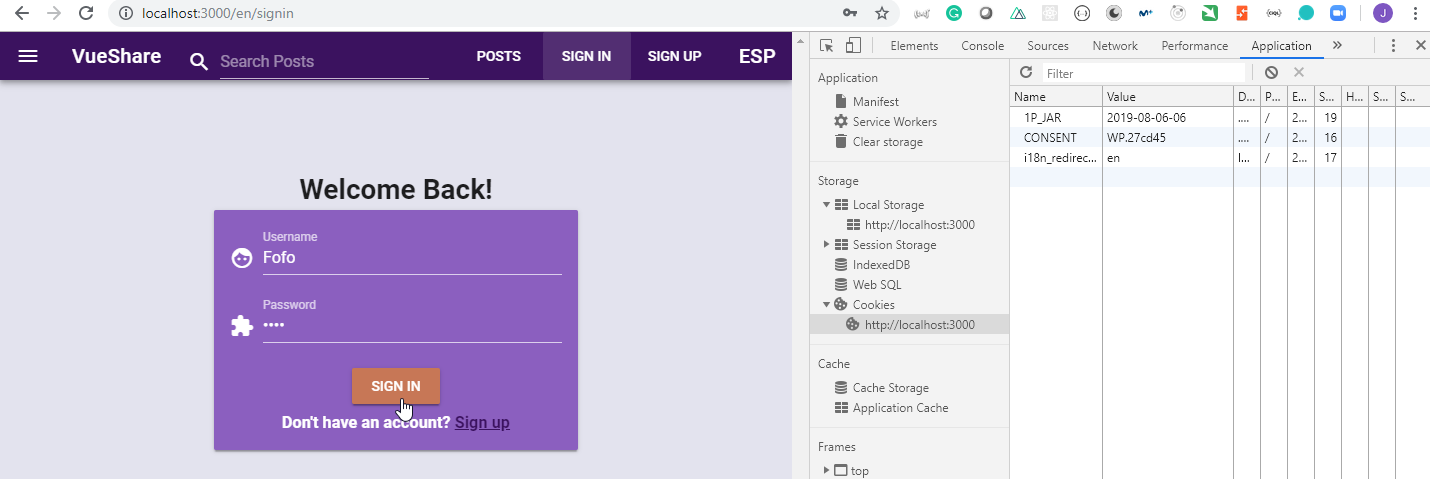 localhost:3000/en/signin
VueShare Search Posts POSTS SIGN IN SIGN UP ESP
Welcome Back!
Username
Fofo
Password
••••
SIGN IN
Don't have an account? Sign up
Elements Console Sources Network Performance Application »
Application
Manifest
Service Workers
Clear storage
Storage
Local Storage
http://localhost:3000
Session Storage
IndexedDB
Web SQL
Cookies
http://localhost:3000
Cache
Cache Storage
Application Cache
Frames
top
Filter
Name Value D... P... E... S... H... S... S...
1P_JAR 2019-08-06-06 .... / 2... 19
CONSENT WP.27cd45 .... / 2... 16
i18n_redirec... en l... / 2... 17
J